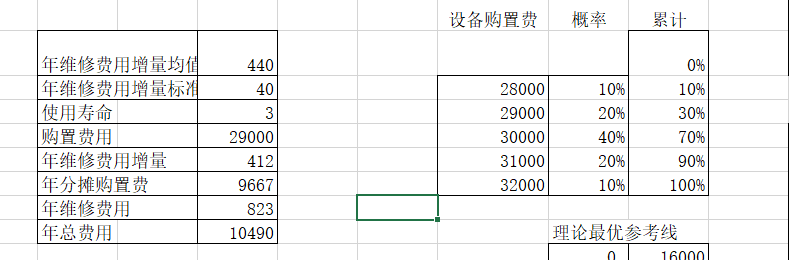 设备购置费 概率 累计
年维修费用增量均值 440 0%
年维修费用增量标准 40 28000 10% 10%
使用寿命 3 29000 20% 30%
购置费用 29000 30000 40% 70%
年维修费用增量 412 31000 20% 90%
年分摊购置费 9667 32000 10% 100%
年维修费用 823
年总费用 10490 理论最优参考线
0 16000